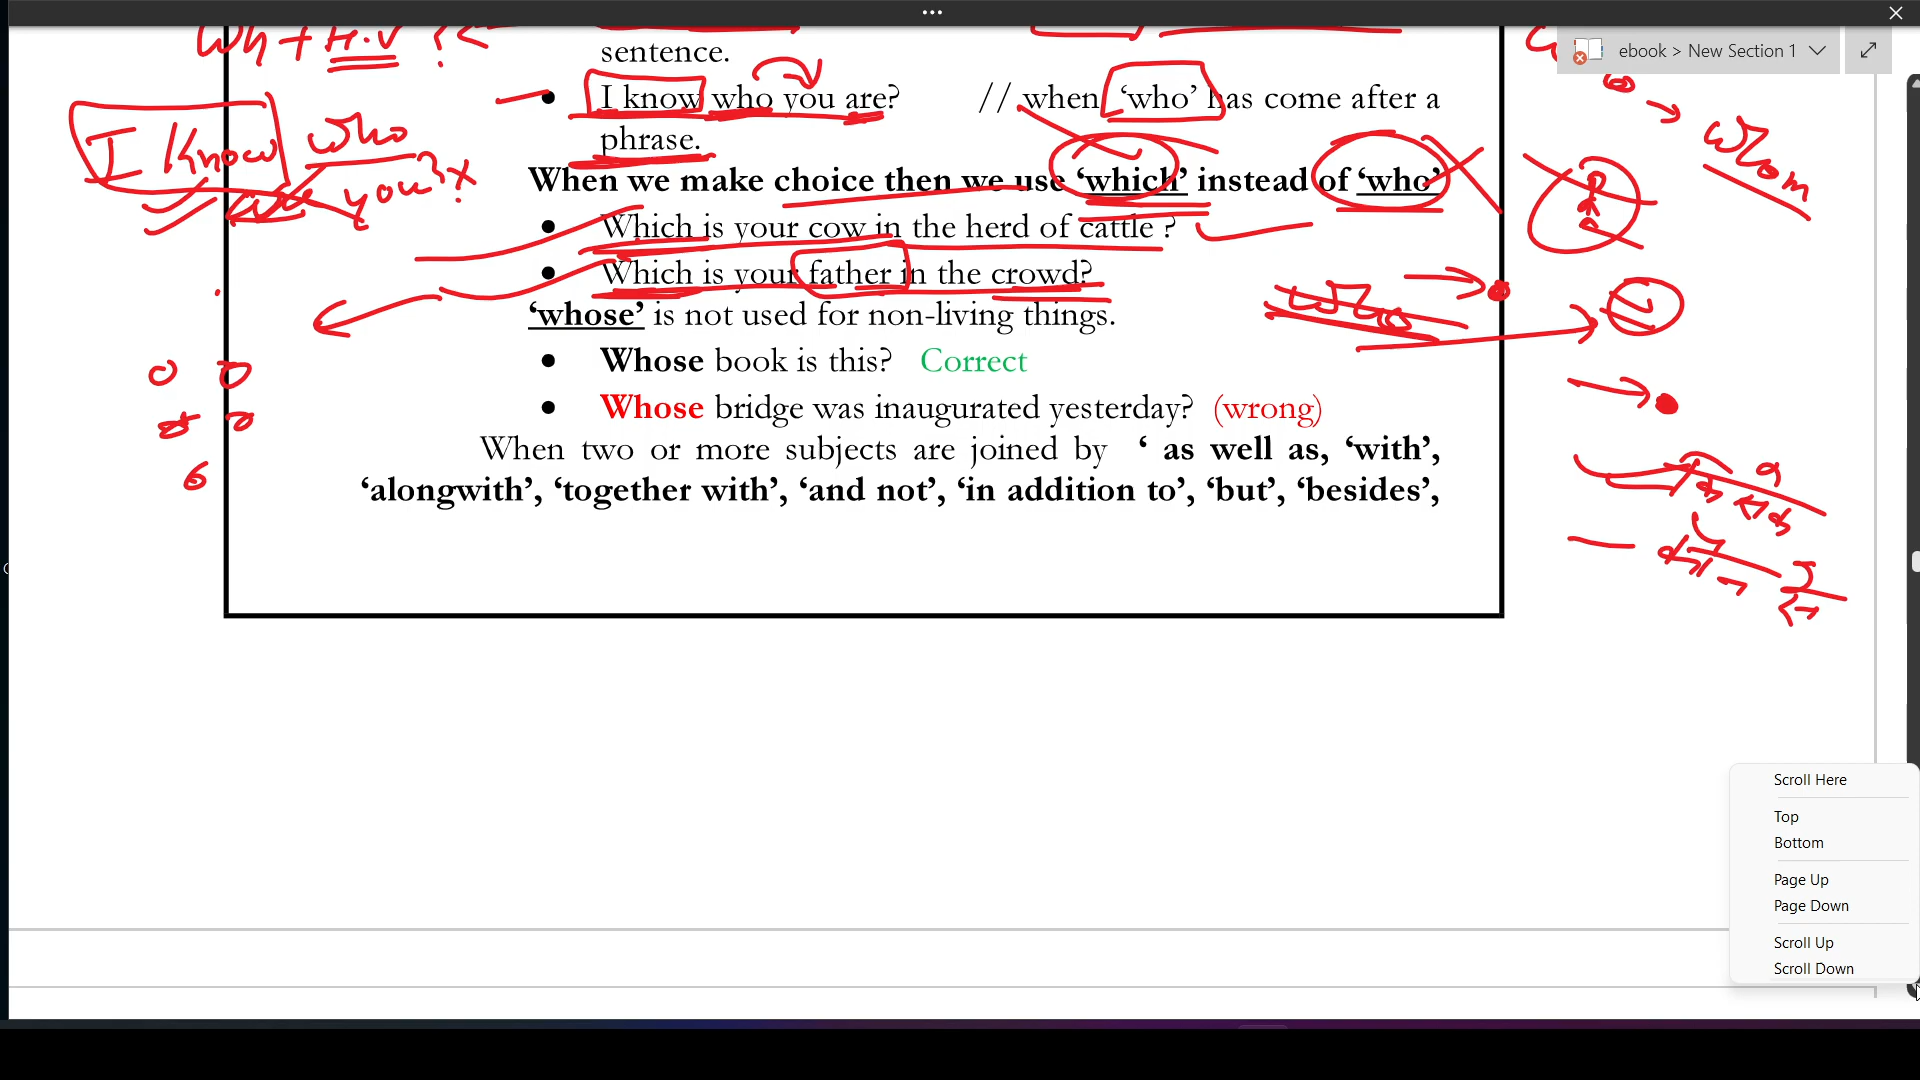 ebook > New Section 1
Wh + H.V ?
sentence.
I know who you are? // when ‘who’ has come after a
phrase.
I know who
you? x
whom
When we make choice then we use ‘which’ instead of ‘who’
Which is your cow in the herd of cattle ?
Which is your father in the crowd?
‘whose’ is not used for non-living things.
Whose book is this? Correct
Whose bridge was inaugurated yesterday? (wrong)
When two or more subjects are joined by ‘ as well as, ‘with’,
‘alongwith’, ‘together with’, ‘and not’, ‘in addition to’, ‘but’, ‘besides’,
Scroll Here
Top
Bottom
Page Up
Page Down
Scroll Up
Scroll Down